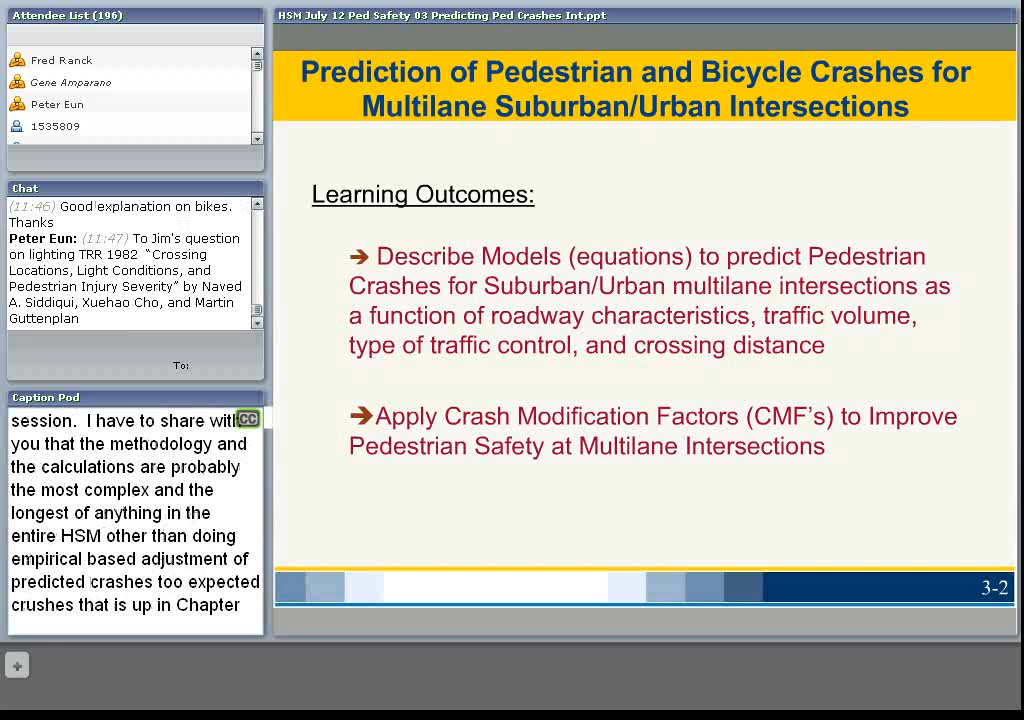 Attendee List (196)
Fred Ranck
Gene Amparano
Peter Eun
1535809
Chat
(11:46) Good explanation on bikes.
Thanks
Peter Eun: (11:47) To Jim's question
on lighting TRR 1982 "Crossing
Locations, Light Conditions, and
Pedestrian Injury Severity" by Naved
A. Siddiqui, Xuehao Cho, and Martin
Guttenplan
To:
Caption Pod
session. I have to share with
CC
you that the methodology and
the calculations are probably
the most complex and the
longest of anything in the
entire HSM other than doing
empirical based adjustment of
predicted crashes too expected
crushes that is up in Chapter
HSM July 12 Ped Safety 03 Predicting Ped Crashes Int.ppt
Prediction of Pedestrian and Bicycle Crashes for
Multilane Suburban/Urban Intersections
Learning Outcomes:
➔ Describe Models (equations) to predict Pedestrian
Crashes for Suburban/Urban multilane intersections as
a function of roadway characteristics, traffic volume,
type of traffic control, and crossing distance
➔Apply Crash Modification Factors (CMF's) to Improve
Pedestrian Safety at Multilane Intersections
3-2